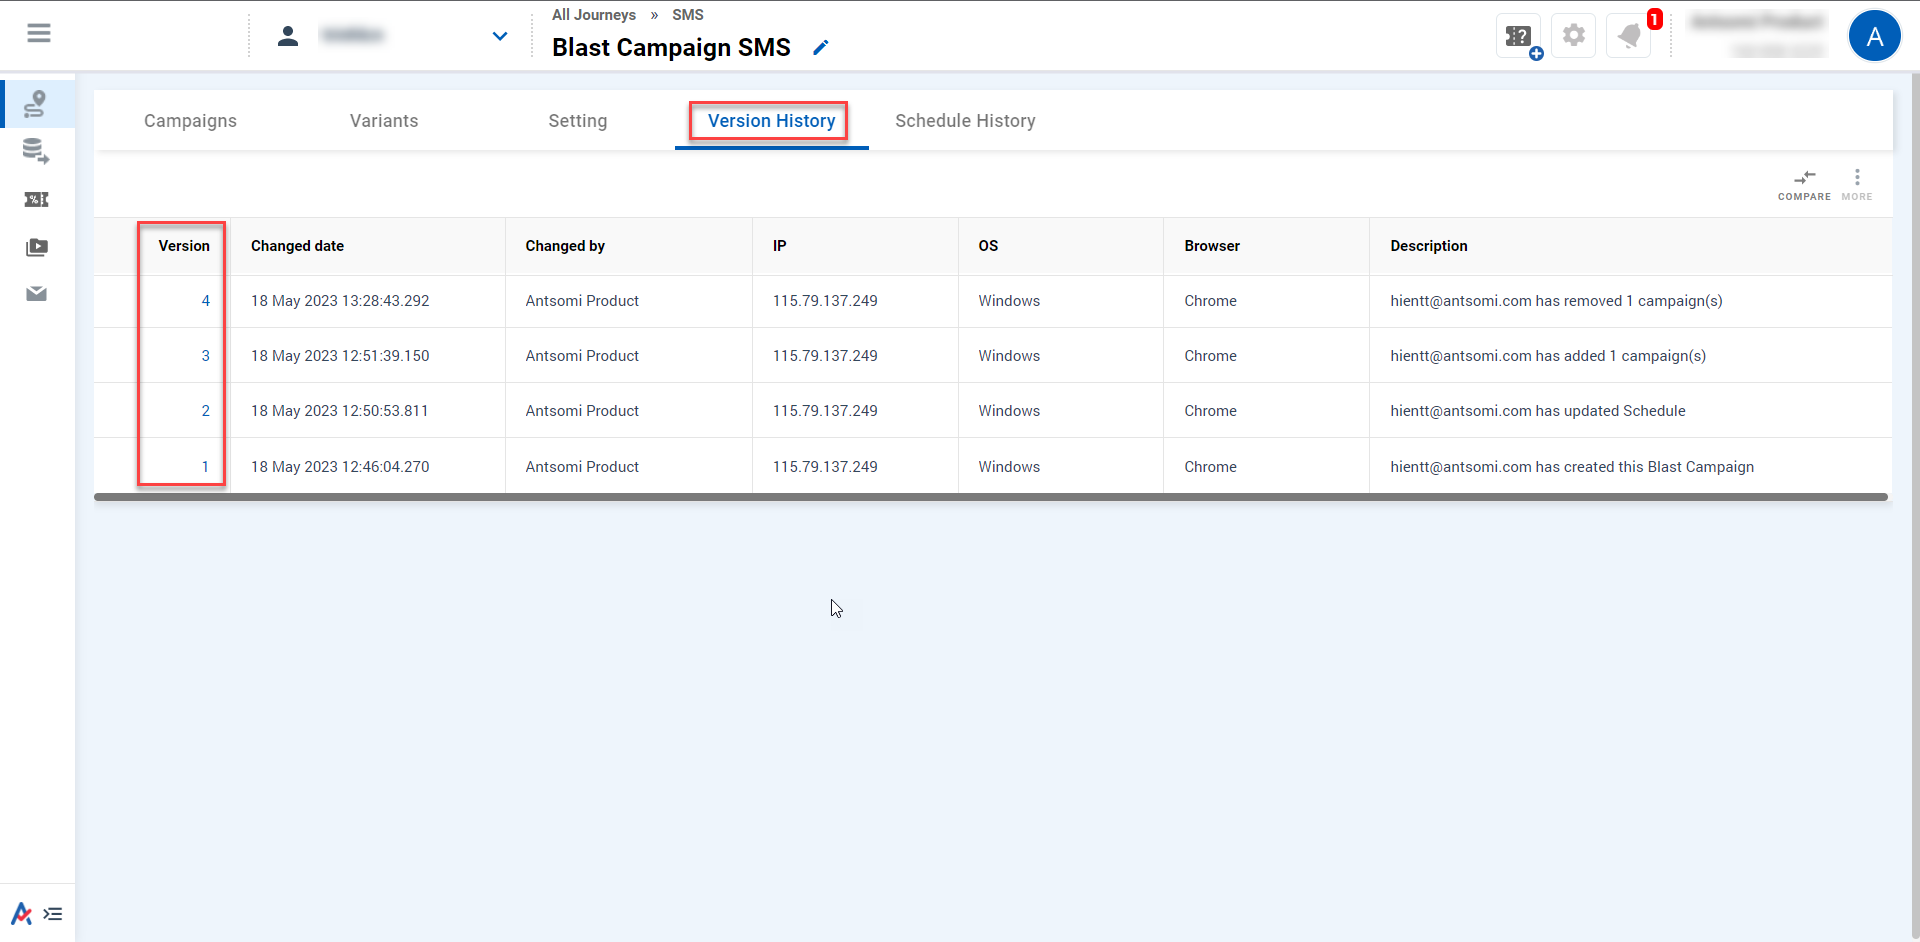 All Journeys » SMS
Blast Campaign SMS
1
A
Campaigns Variants Setting Version History Schedule History
COMPARE MORE
Version Changed date Changed by IP OS Browser Description
4 18 May 2023 13:28:43.292 Antsomi Product 115.79.137.249 Windows Chrome hientt@antsomi.com has removed 1 campaign(s)
3 18 May 2023 12:51:39.150 Antsomi Product 115.79.137.249 Windows Chrome hientt@antsomi.com has added 1 campaign(s)
2 18 May 2023 12:50:53.811 Antsomi Product 115.79.137.249 Windows Chrome hientt@antsomi.com has updated Schedule
1 18 May 2023 12:46:04.270 Antsomi Product 115.79.137.249 Windows Chrome hientt@antsomi.com has created this Blast Campaign